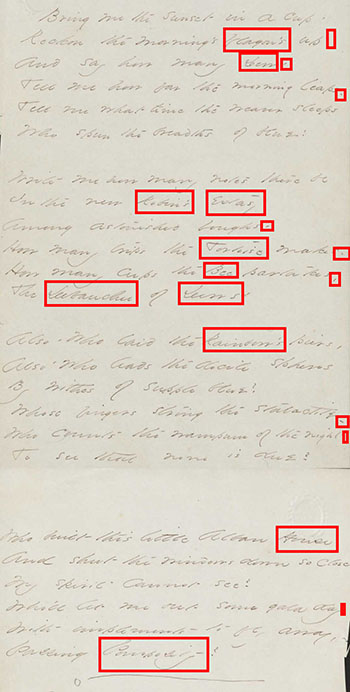 Bring me the sunset in a cup -
Reckon the morning's Flagon's up
And say how many Dew -
Tell me how far the morning leaps -
Tell me what time the weaver sleeps
Who spun the breadths of blue!
Write me how many notes there be
In the new Robin's Extasy
Among astonished boughs -
How many trips the Tortoise makes -
How many cups the Bee partakes,
The Debauchee of Dews!
Also, Who laid the Rainbow's piers,
Also, Who leads the docile spheres
By withes of supple blue?
Whose fingers string the stalactite -
Who counts the wampum of the night
To see that none is due?
Who built this little Alban House
And shut the windows down so close
My spirit cannot see?
Who'll let me out some gala day
With implements to fly away,
Passing Pomposity?